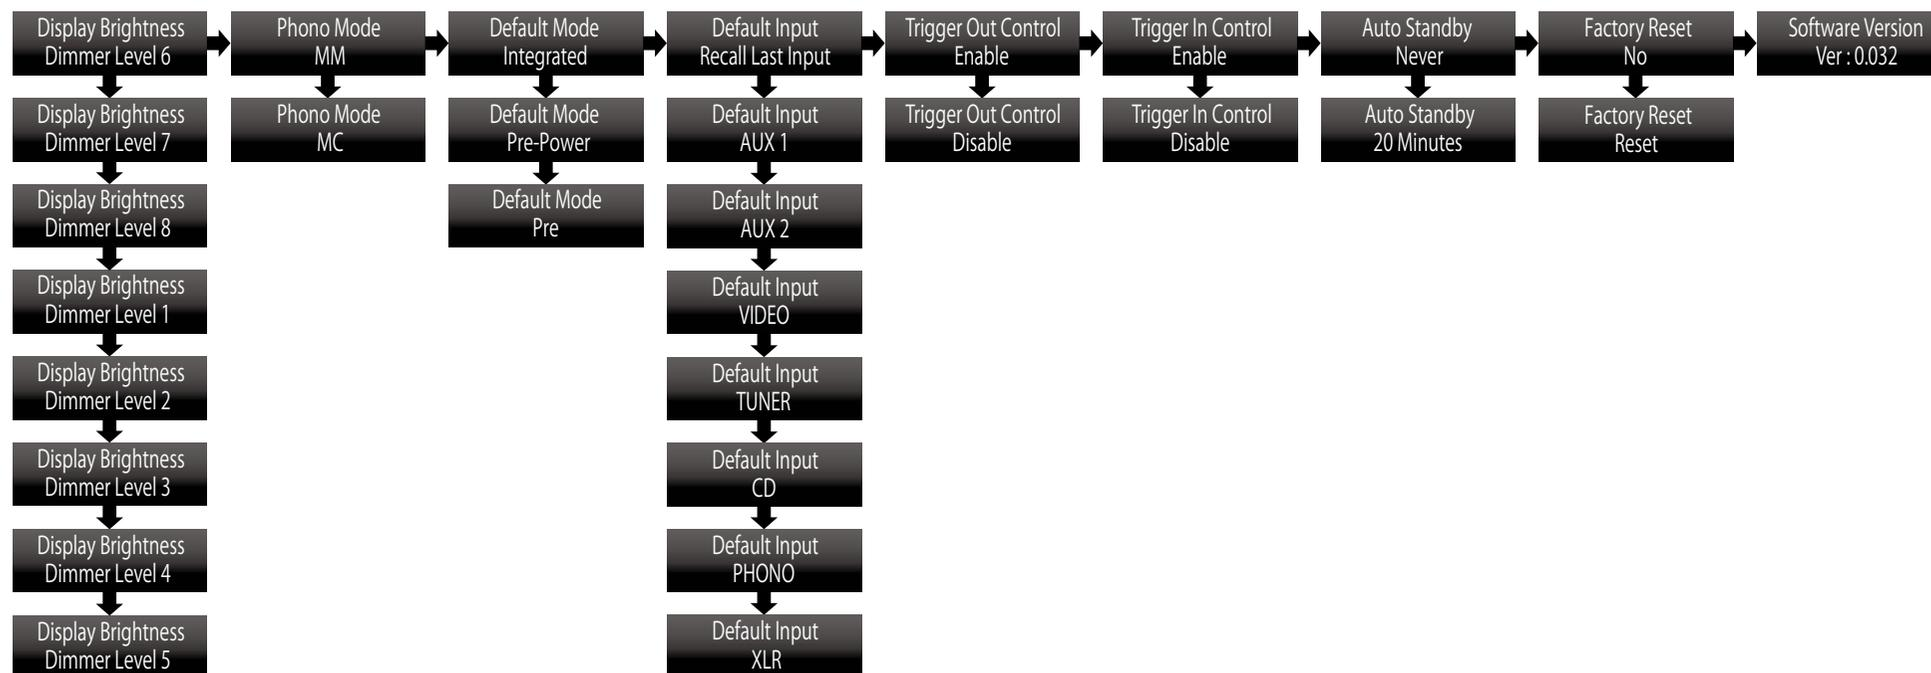 Display Brightness
Dimmer Level 6
Phono Mode
MM
Default Mode
Integrated
Default Input
Recall Last Input
Trigger Out Control
Enable
Trigger In Control
Enable
Auto Standby
Never
Factory Reset
No
Software Version
Ver : 0.032
Display Brightness
Dimmer Level 7
Phono Mode
MC
Default Mode
Pre-Power
Default Input
AUX 1
Trigger Out Control
Disable
Trigger In Control
Disable
Auto Standby
20 Minutes
Factory Reset
Reset
Display Brightness
Dimmer Level 8
Default Mode
Pre
Default Input
AUX 2
Display Brightness
Dimmer Level 1
Default Input
VIDEO
Display Brightness
Dimmer Level 2
Default Input
TUNER
Display Brightness
Dimmer Level 3
Default Input
CD
Display Brightness
Dimmer Level 4
Default Input
PHONO
Display Brightness
Dimmer Level 5
Default Input
XLR